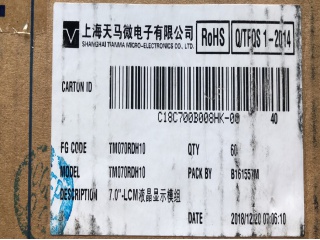 上海天马微电子有限公司
SHANGHAI TIANMA MICRO-ELECTRONICS CO.,LTD.
RoHS
Q/TFQS 1-2014
CARTON ID
C18C700B008HK-00 40
FG CODE TM070RDH10 QTY 60
MODEL TM070RDH10 PACK BY
DESCRIPTION 7.0"-LCM液晶显示模组
DATE 2018/12/20 07:06:10